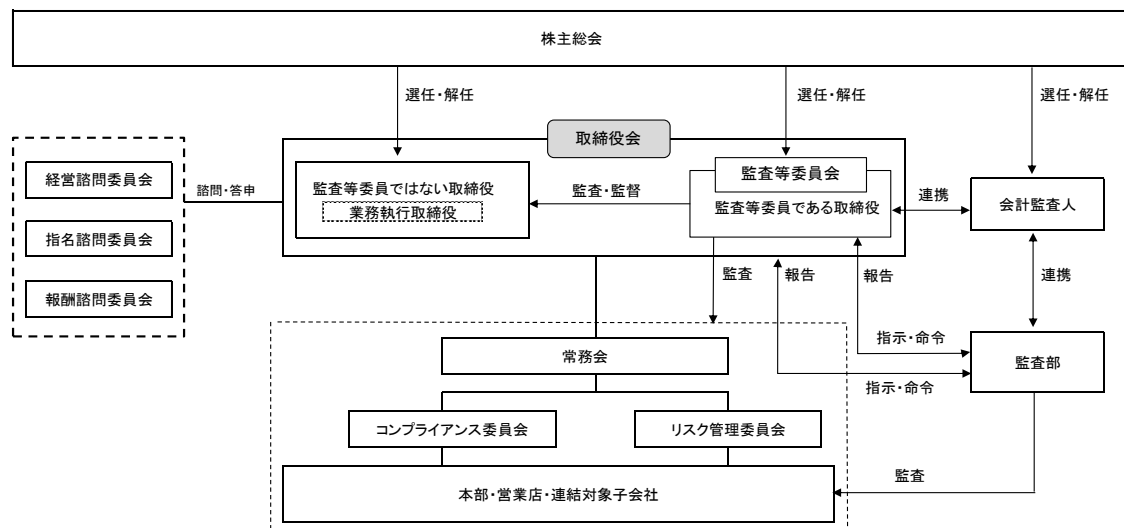 株主総会
選任・解任
選任・解任
選任・解任
取締役会
経営諮問委員会
指名諮問委員会
報酬諮問委員会
諮問・答申
監査等委員ではない取締役
業務執行取締役
監査・監督
監査等委員会
監査等委員である取締役
連携
会計監査人
監査
報告
報告
連携
指示・命令
指示・命令
監査部
常務会
コンプライアンス委員会
リスク管理委員会
監査
本部・営業店・連結対象子会社